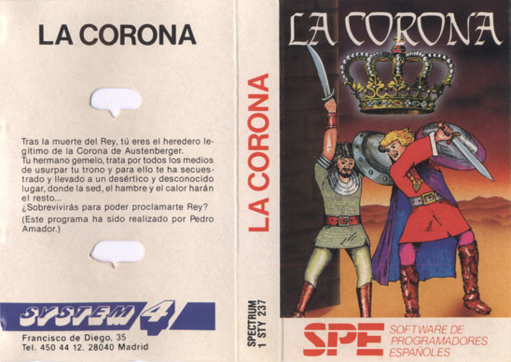 LA CORONA
Tras la muerte del Rey, tú eres el heredero le-
gítimo de la Corona de Austenberger.
Tu hermano gemelo, trata por todos los medios
de usurpar tu trono y para ello te ha secues-
trado y llevado a un desértico y desconocido
lugar, donde la sed, el hambre y el calor harán
el resto...
¿Sobrevivirás para poder proclamarte Rey?
(Este programa ha sido realizado por Pedro
Amador.)
SYSTEM 4
Francisco de Diego, 35
Tel. 450 44 12. 28040 Madrid
LA CORONA
SPECTRUM
1 STY 237
LA CORONA
SPE
SOFTWARE DE
PROGRAMADORES
ESPAÑOLES